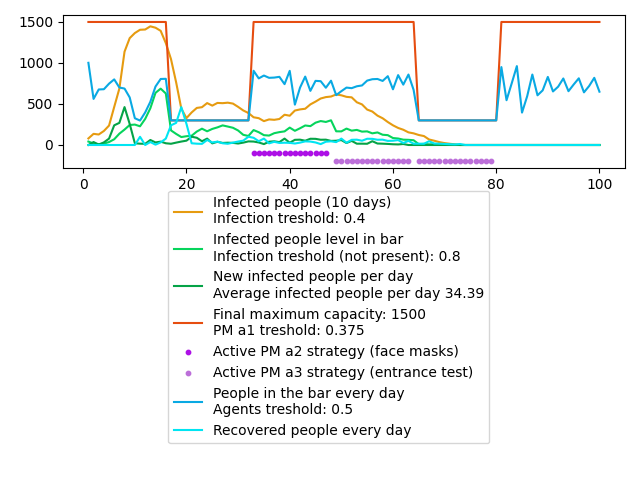 1500
1000
500
0
0
20
40
60
80
100
Infected people (10 days)
Infection treshold: 0.4
Infected people level in bar
Infection treshold (not present): 0.8
New infected people per day
Average infected people per day 34.39
Final maximum capacity: 1500
PM a1 treshold: 0.375
Active PM a2 strategy (face masks)
Active PM a3 strategy (entrance test)
People in the bar every day
Agents treshold: 0.5
Recovered people every day